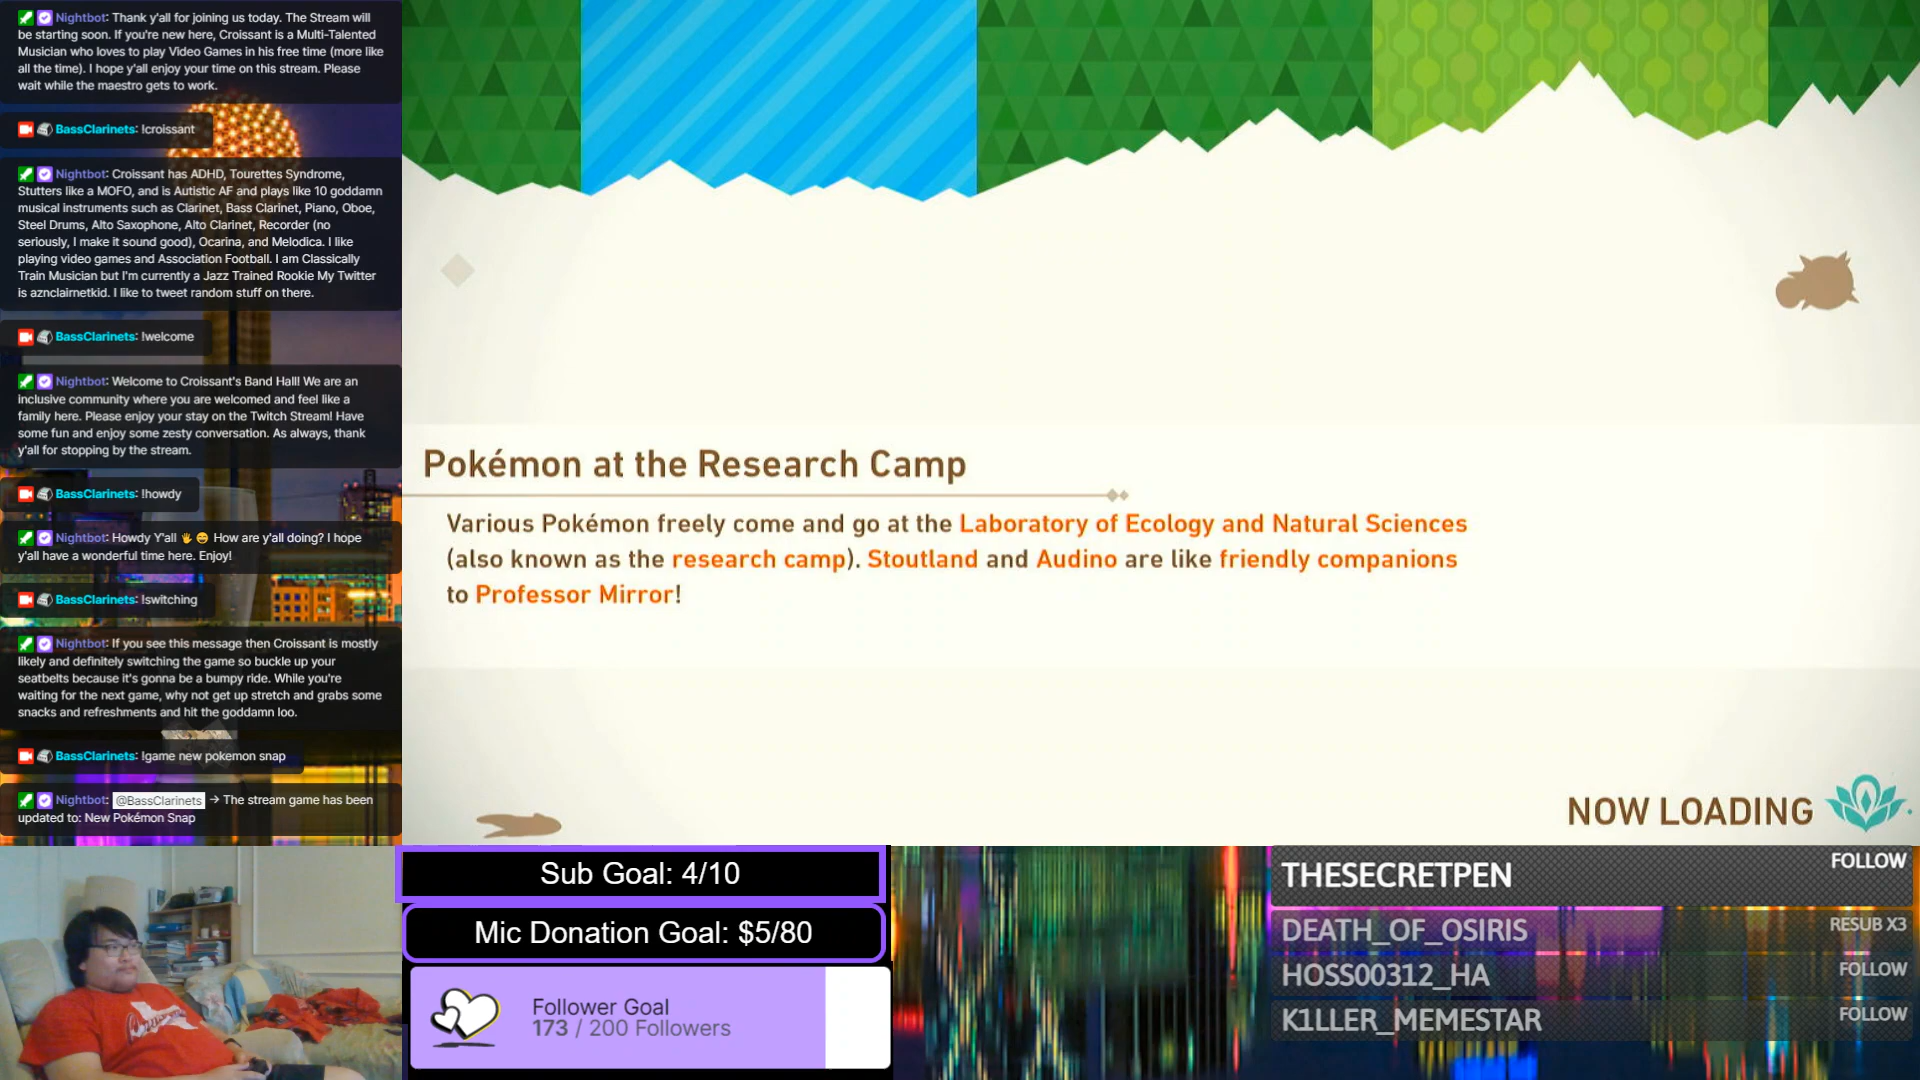 Nightbot: Thank y'all for joining us today. The Stream will
be starting soon. If you're new here, Croissant is a Multi-Talented
Musician who loves to play Video Games in his free time (more like
all the time). I hope y'all enjoy your time on this stream. Please
wait while the maestro gets to work.
BassClarinets: !croissant
Nightbot: Croissant has ADHD, Tourettes Syndrome,
Stutters like a MOFO, and is Autistic AF and plays like 10 goddamn
musical instruments such as Clarinet, Bass Clarinet, Piano, Oboe,
Steel Drums, Alto Saxophone, Alto Clarinet, Recorder (no
seriously, I make it sound good), Ocarina, and Melodica. I like
playing video games and Association Football. I am Classically
Train Musician but I'm currently a Jazz Trained Rookie My Twitter
is aznclairnetkid. I like to tweet random stuff on there.
BassClarinets: !welcome
Nightbot: Welcome to Croissant's Band Hall! We are an
inclusive community where you are welcomed and feel like a
family here. Please enjoy your stay on the Twitch Stream! Have
some fun and enjoy some zesty conversation. As always, thank
y'all for stopping by the stream.
BassClarinets: !howdy
Nightbot: Howdy Y'all 🖐 😄 How are y'all doing? I hope
y'all have a wonderful time here. Enjoy!
BassClarinets: !switching
Nightbot: If you see this message then Croissant is mostly
likely and definitely switching the game so buckle up your
seatbelts because it's gonna be a bumpy ride. While you're
waiting for the next game, why not get up stretch and grabs some
snacks and refreshments and hit the goddamn loo.
BassClarinets: !game new pokemon snap
Nightbot: @BassClarinets → The stream game has been
updated to: New Pokémon Snap
Pokémon at the Research Camp
Various Pokémon freely come and go at the Laboratory of Ecology and Natural Sciences
(also known as the research camp). Stoutland and Audino are like friendly companions
to Professor Mirror!
NOW LOADING
Sub Goal: 4/10
Mic Donation Goal: $5/80
Follower Goal
173 / 200 Followers
THESECRETPEN FOLLOW
DEATH_OF_OSIRIS RESUB X3
HOSS00312_HA FOLLOW
K1LLER_MEMESTAR FOLLOW